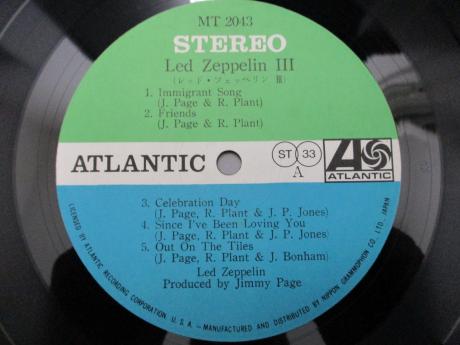 MT 2043
STEREO
Led Zeppelin III
(レッド・ツェッペリン Ⅲ)
1. Immigrant Song
(J. Page & R. Plant)
2. Friends
(J. Page & R. Plant)
ATLANTIC
ST 33
A
ATLANTIC
3. Celebration Day
(J. Page, R. Plant & J. P. Jones)
4. Since I've Been Loving You
(J. Page, R. Plant & J. P. Jones)
5. Out On The Tiles
(J. Page, R. Plant & J. Bonham)
Led Zeppelin
Produced by Jimmy Page
LICENSED BY ATLANTIC RECORDING CORPORATION U. S. A. - MANUFACTURED AND DISTRIBUTED BY NIPPON GRAMMOPHON CO. LTD., JAPAN